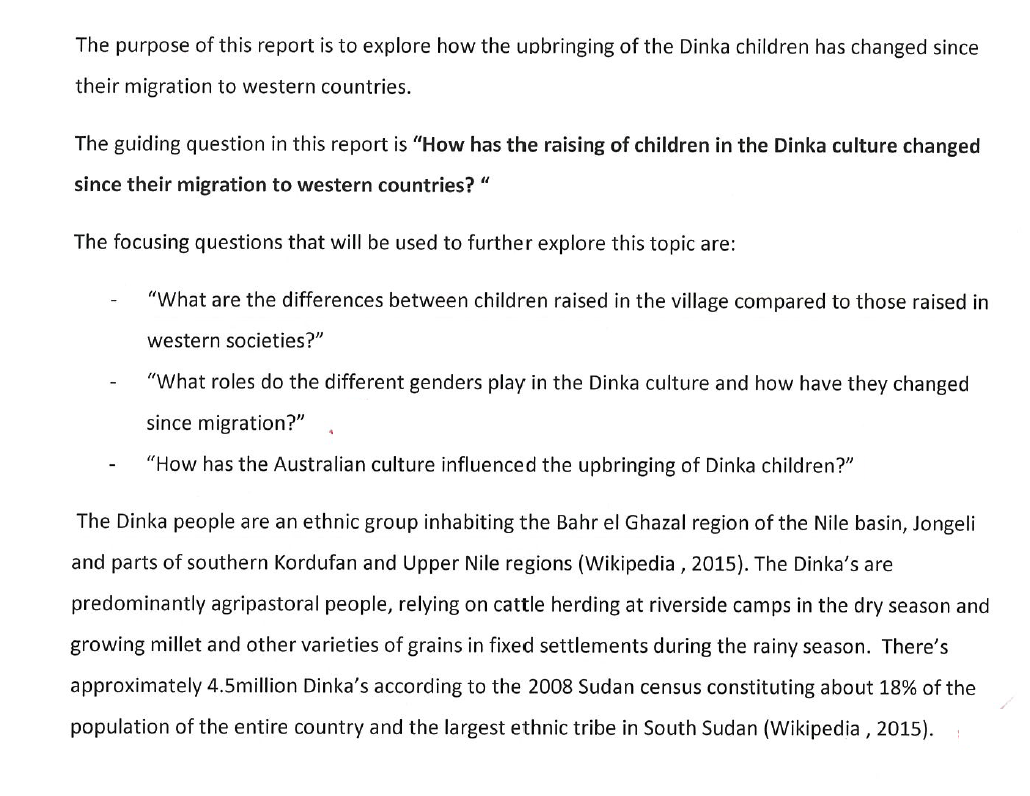 The purpose of this report is to explore how the upbringing of the Dinka children has changed since
their migration to western countries.
The guiding question in this report is “How has the raising of children in the Dinka culture changed
since their migration to western countries? “
The focusing questions that will be used to further explore this topic are:
- “What are the differences between children raised in the village compared to those raised in
western societies?”
- “What roles do the different genders play in the Dinka culture and how have they changed
since migration?”
- “How has the Australian culture influenced the upbringing of Dinka children?”
The Dinka people are an ethnic group inhabiting the Bahr el Ghazal region of the Nile basin, Jongeli
and parts of southern Kordufan and Upper Nile regions (Wikipedia , 2015). The Dinka’s are
predominantly agripastoral people, relying on cattle herding at riverside camps in the dry season and
growing millet and other varieties of grains in fixed settlements during the rainy season. There’s
approximately 4.5million Dinka’s according to the 2008 Sudan census constituting about 18% of the
population of the entire country and the largest ethnic tribe in South Sudan (Wikipedia , 2015).